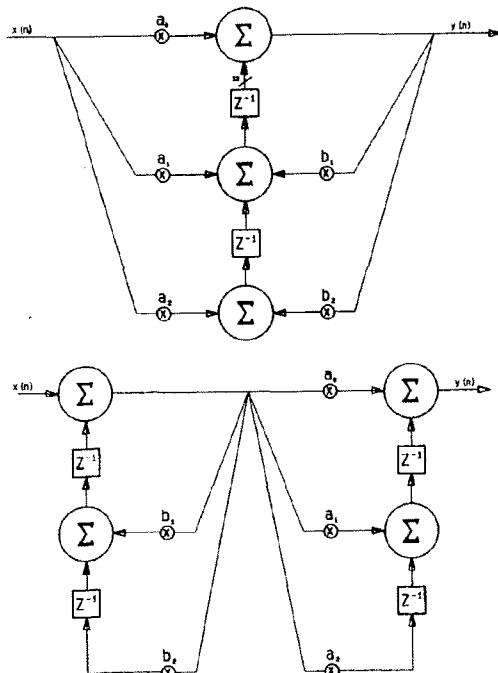 x(n) a₀ Σ y(n)
Z⁻¹
a₁ Σ b₁
Z⁻¹
a₂ Σ b₂
x(n) Σ a₀ Σ y(n)
Z⁻¹ Z⁻¹
Σ b₁ a₁ Σ
Z⁻¹ Z⁻¹
b₂ a₂